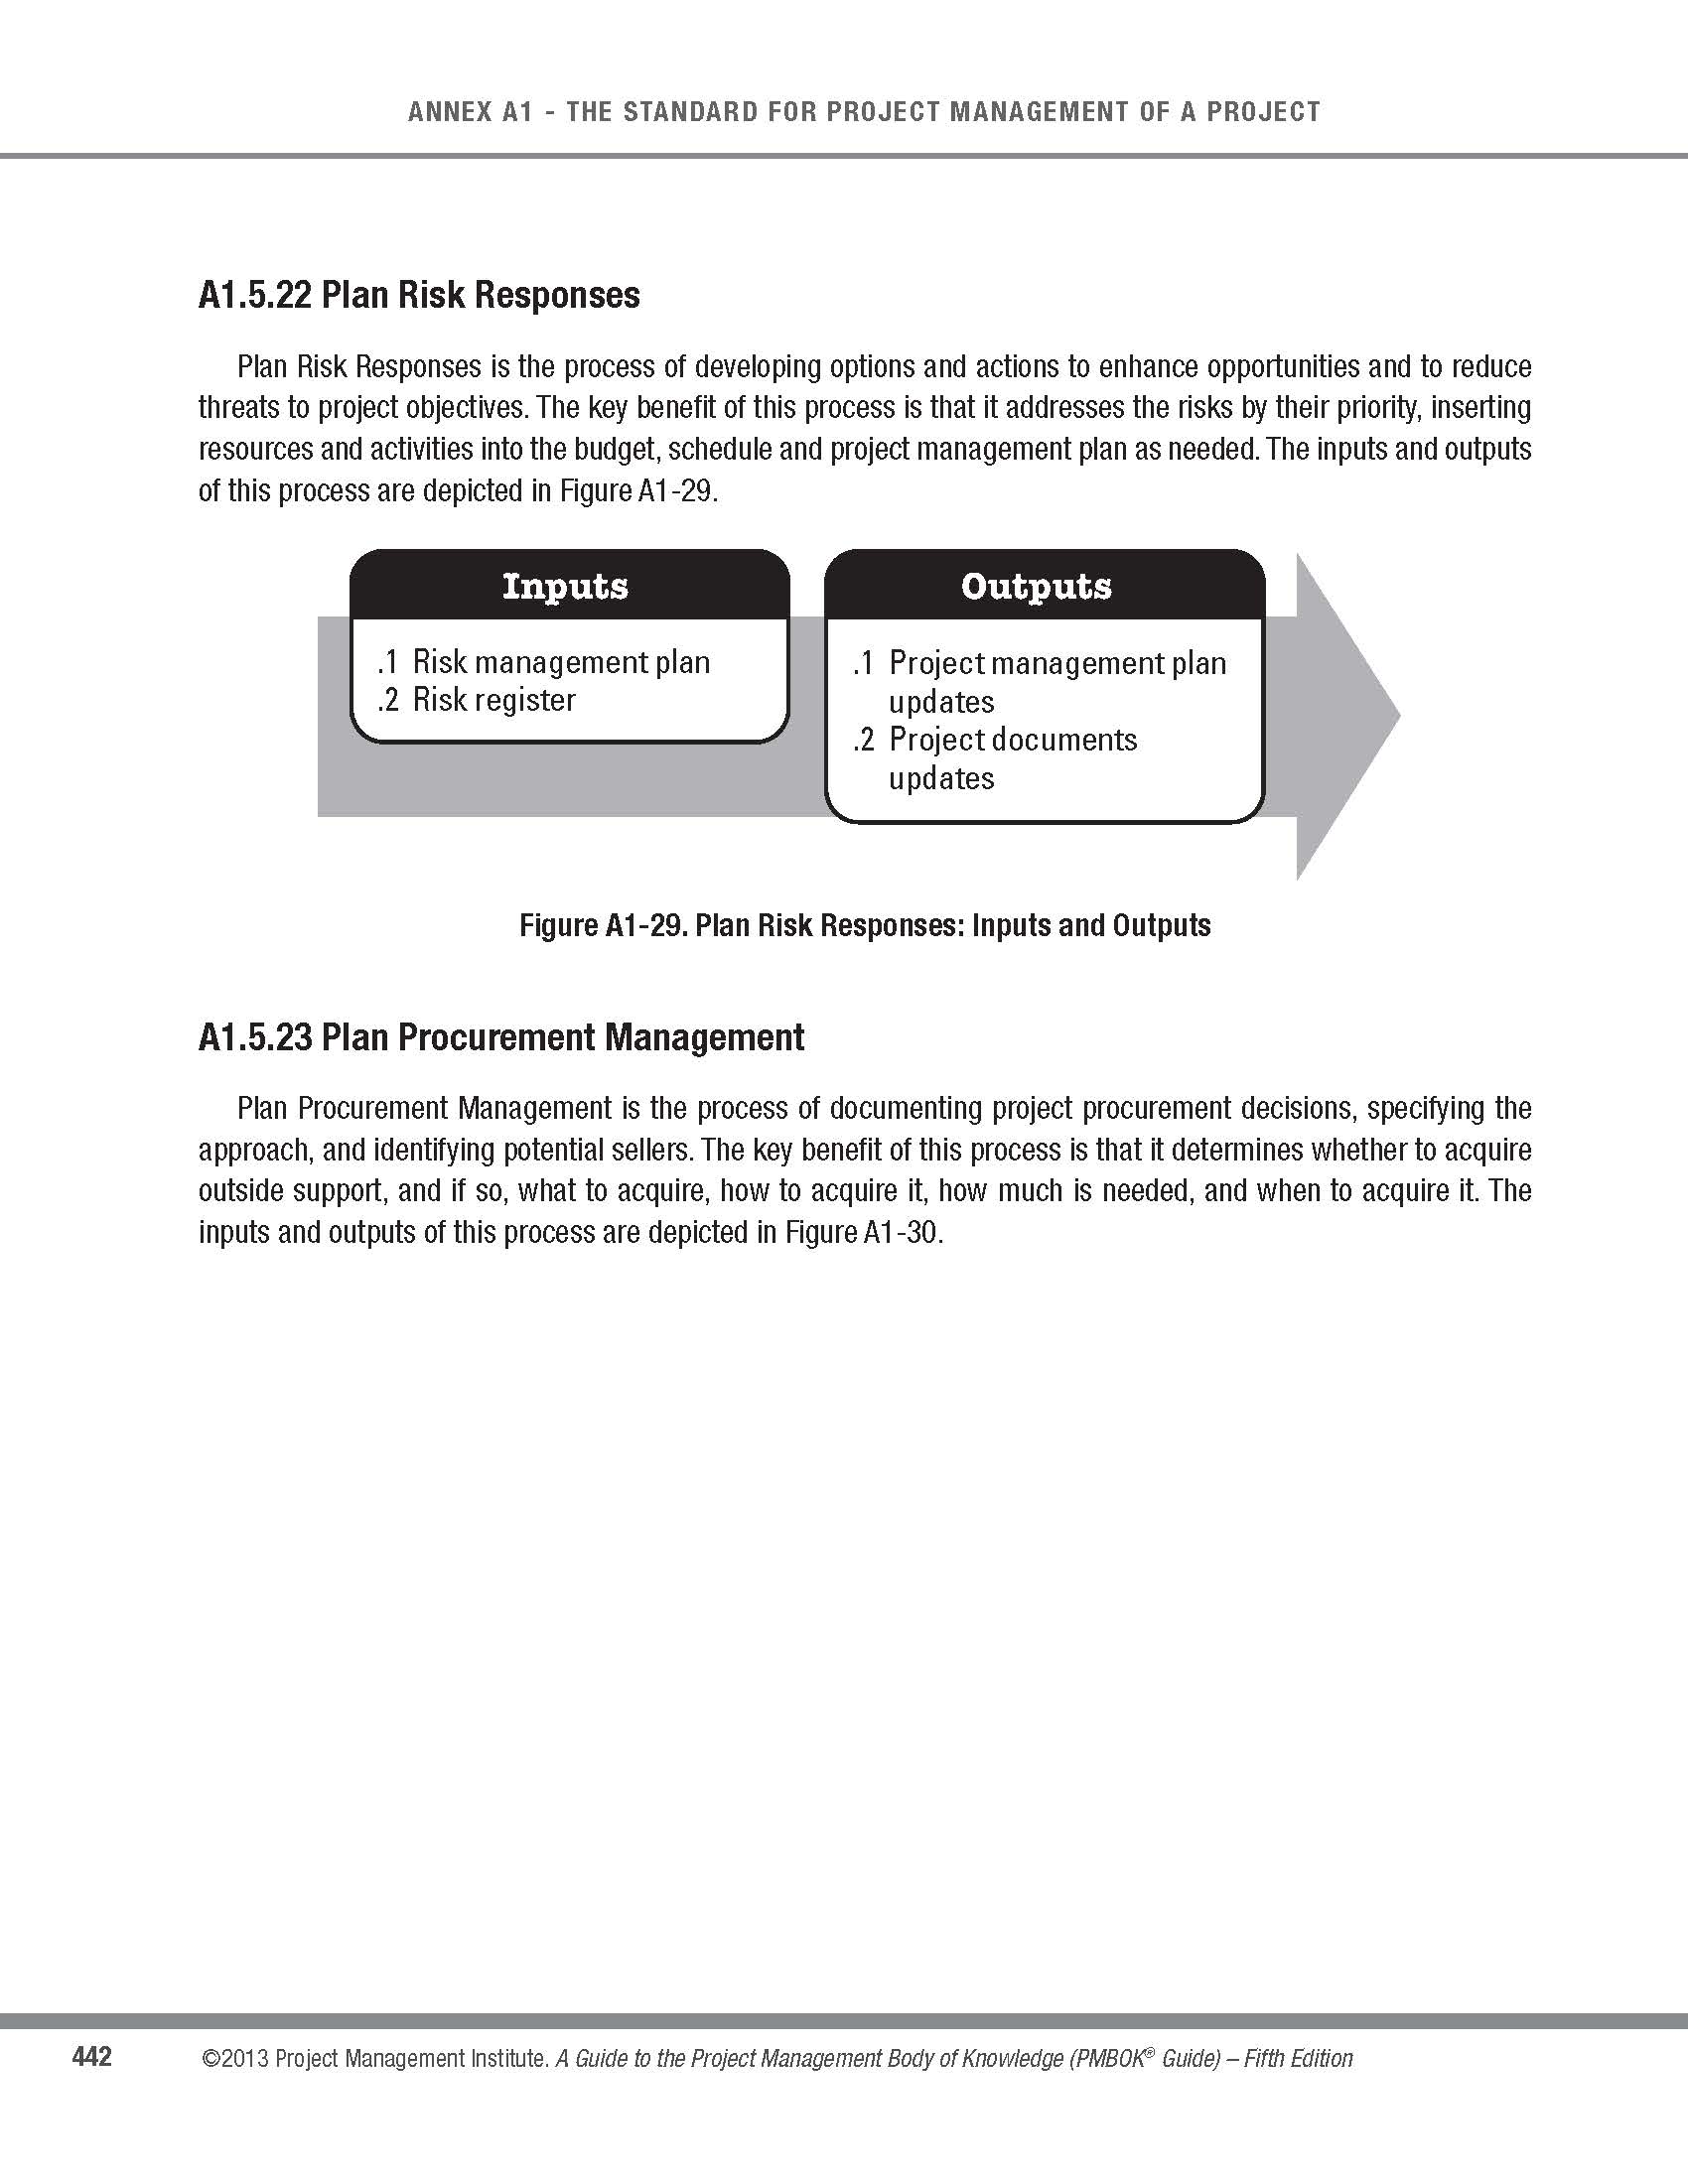 ANNEX A1 - THE STANDARD FOR PROJECT MANAGEMENT OF A PROJECT
A1.5.22 Plan Risk Responses
Plan Risk Responses is the process of developing options and actions to enhance opportunities and to reduce
threats to project objectives. The key benefit of this process is that it addresses the risks by their priority, inserting
resources and activities into the budget, schedule and project management plan as needed. The inputs and outputs
of this process are depicted in Figure A1-29.
Inputs
.1 Risk management plan
.2 Risk register
Outputs
.1 Project management plan
updates
.2 Project documents
updates
Figure A1-29. Plan Risk Responses: Inputs and Outputs
A1.5.23 Plan Procurement Management
Plan Procurement Management is the process of documenting project procurement decisions, specifying the
approach, and identifying potential sellers. The key benefit of this process is that it determines whether to acquire
outside support, and if so, what to acquire, how to acquire it, how much is needed, and when to acquire it. The
inputs and outputs of this process are depicted in Figure A1-30.
442 ©2013 Project Management Institute. A Guide to the Project Management Body of Knowledge (PMBOK® Guide) – Fifth Edition